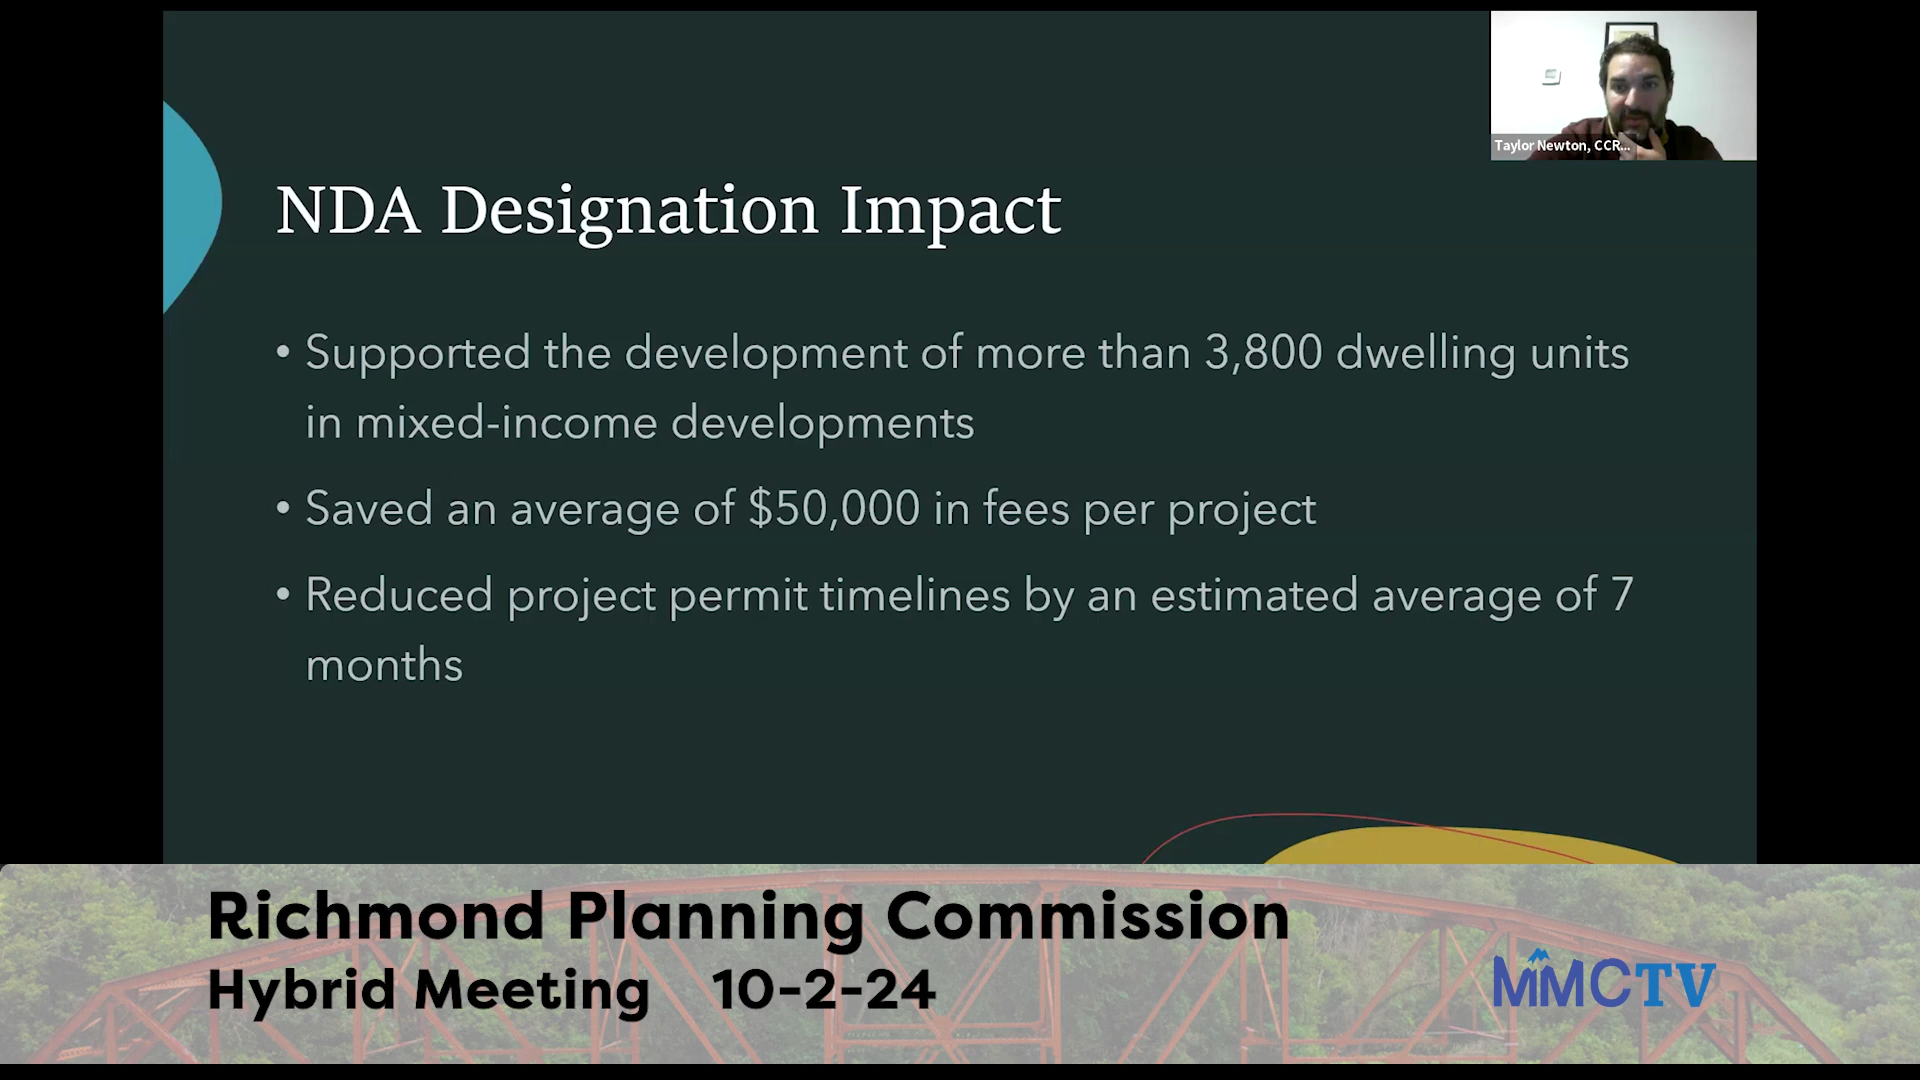 Taylor Newton, CCR...
NDA Designation Impact
• Supported the development of more than 3,800 dwelling units
in mixed-income developments
• Saved an average of $50,000 in fees per project
• Reduced project permit timelines by an estimated average of 7
months
Richmond Planning Commission
Hybrid Meeting 10-2-24
MMCTV